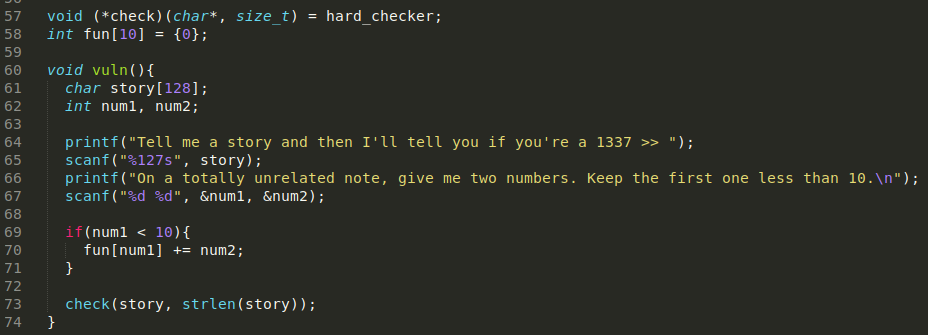 57 void (*check)(char*, size_t) = hard_checker;
58 int fun[10] = {0};
59
60 void vuln(){
61   char story[128];
62   int num1, num2;
63
64   printf("Tell me a story and then I'll tell you if you're a 1337 >> ");
65   scanf("%127s", story);
66   printf("On a totally unrelated note, give me two numbers. Keep the first one less than 10.\n");
67   scanf("%d %d", &num1, &num2);
68
69   if(num1 < 10){
70     fun[num1] += num2;
71   }
72
73   check(story, strlen(story));
74 }